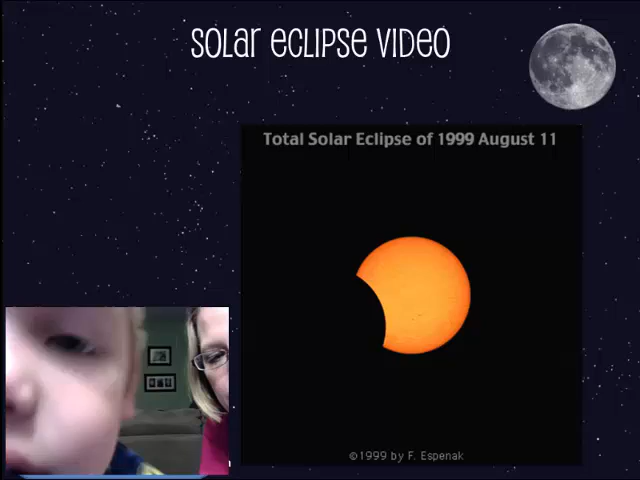 Solar Eclipse Video
Total Solar Eclipse of 1999 August 11
©1999 by F. Espenak